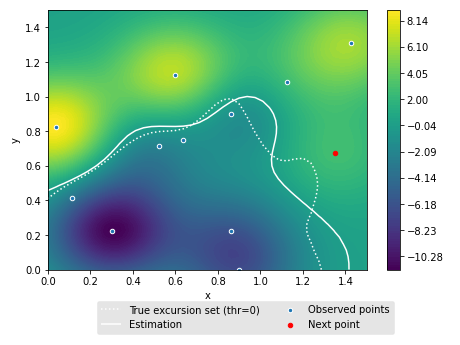 1.4
1.2
1.0
0.8
0.6
0.4
0.2
0.0
y
0.0 0.2 0.4 0.6 0.8 1.0 1.2 1.4
x
8.14
6.10
4.05
2.00
−0.04
−2.09
−4.14
−6.18
−8.23
−10.28
True excursion set (thr=0)
Estimation
Observed points
Next point